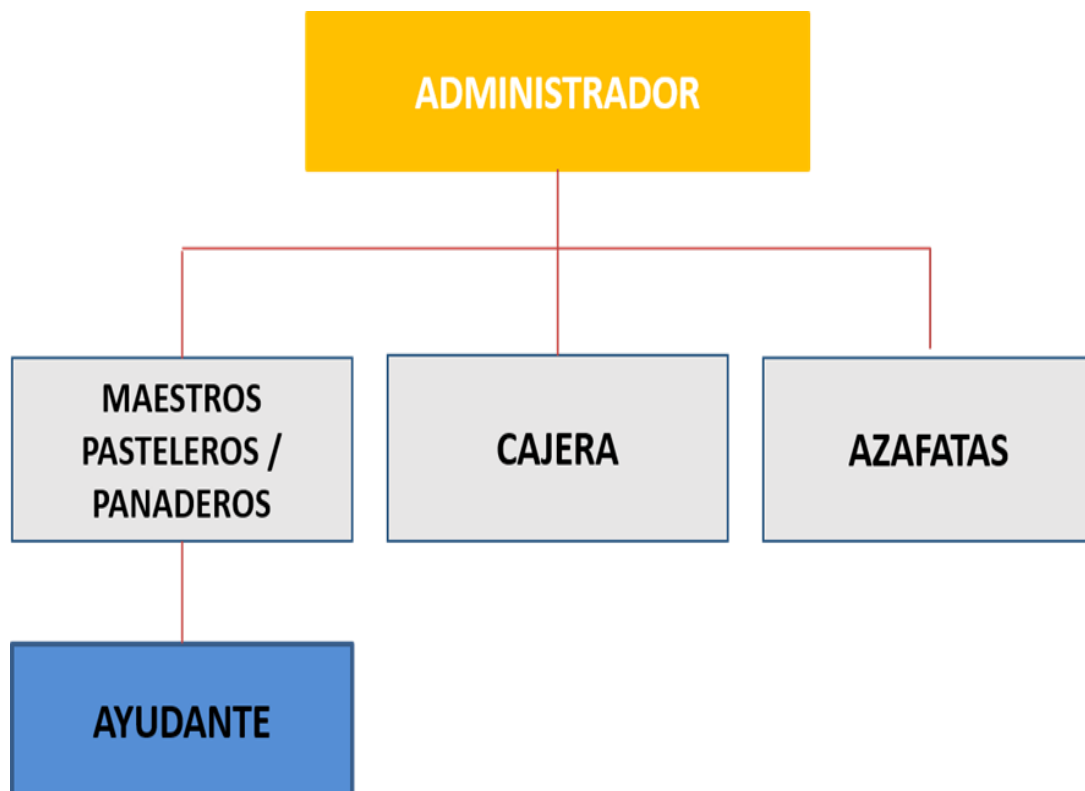 ADMINISTRADOR
MAESTROS
PASTELEROS /
PANADEROS
CAJERA
AZAFATAS
AYUDANTE